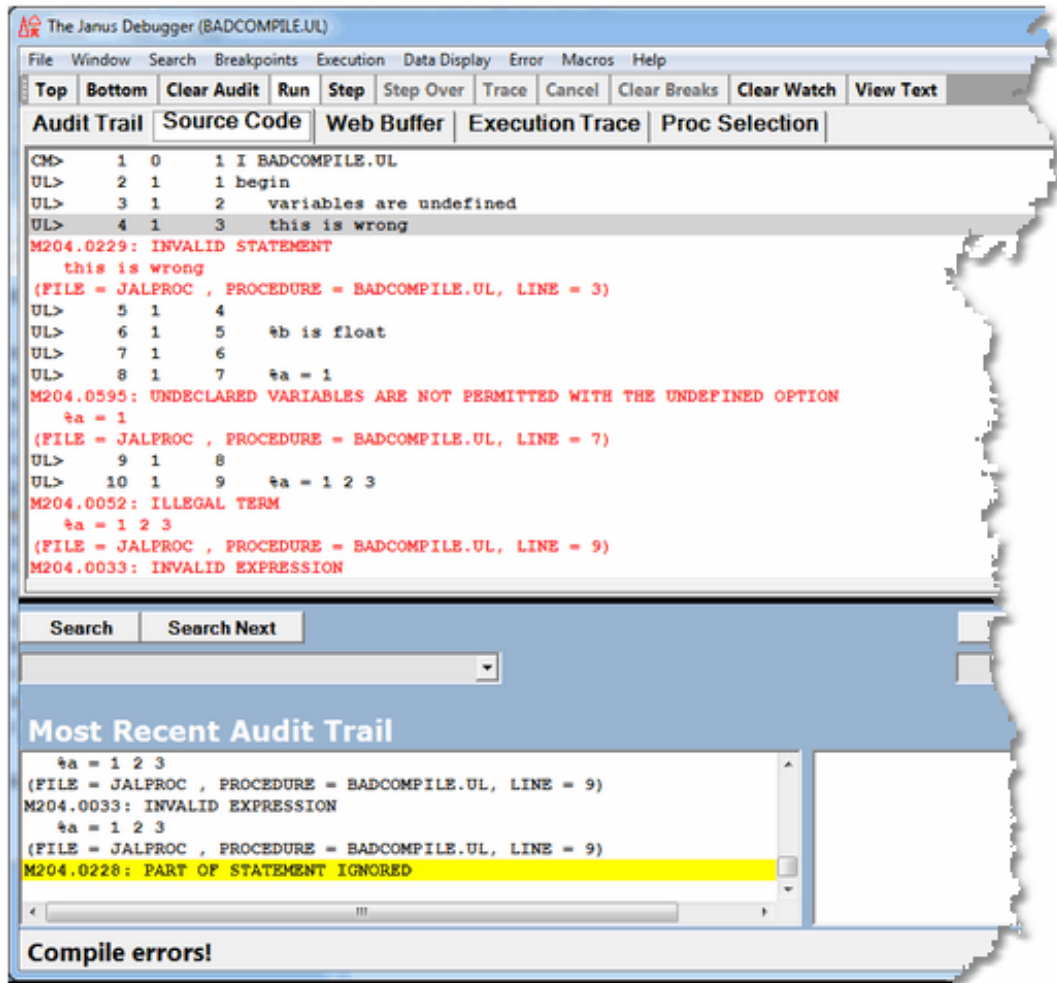 The Janus Debugger (BADCOMPILE.UL)
File Window Search Breakpoints Execution Data Display Error Macros Help
Top Bottom Clear Audit Run Step Step Over Trace Cancel Clear Breaks Clear Watch View Text
Audit Trail Source Code Web Buffer Execution Trace Proc Selection
CM> 1 0 1 I BADCOMPILE.UL
UL> 2 1 1 begin
UL> 3 1 2 variables are undefined
UL> 4 1 3 this is wrong
M204.0229: INVALID STATEMENT
this is wrong
(FILE = JALPROC , PROCEDURE = BADCOMPILE.UL, LINE = 3)
UL> 5 1 4
UL> 6 1 5 %b is float
UL> 7 1 6
UL> 8 1 7 %a = 1
M204.0595: UNDECLARED VARIABLES ARE NOT PERMITTED WITH THE UNDEFINED OPTION
%a = 1
(FILE = JALPROC , PROCEDURE = BADCOMPILE.UL, LINE = 7)
UL> 9 1 8
UL> 10 1 9 %a = 1 2 3
M204.0052: ILLEGAL TERM
%a = 1 2 3
(FILE = JALPROC , PROCEDURE = BADCOMPILE.UL, LINE = 9)
M204.0033: INVALID EXPRESSION
Search Search Next
Most Recent Audit Trail
%a = 1 2 3
(FILE = JALPROC , PROCEDURE = BADCOMPILE.UL, LINE = 9)
M204.0033: INVALID EXPRESSION
%a = 1 2 3
(FILE = JALPROC , PROCEDURE = BADCOMPILE.UL, LINE = 9)
M204.0228: PART OF STATEMENT IGNORED
Compile errors!